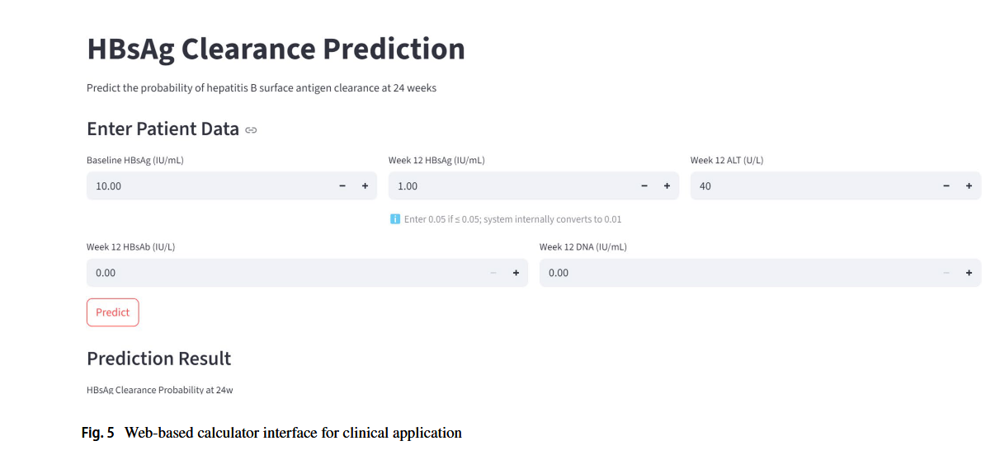 HBsAg Clearance Prediction
Predict the probability of hepatitis B surface antigen clearance at 24 weeks
Enter Patient Data
Baseline HBsAg (IU/mL) Week 12 HBsAg (IU/mL) Week 12 ALT (U/L)
10.00 − + 1.00 − + 40 − +
i Enter 0.05 if ≤ 0.05; system internally converts to 0.01
Week 12 HBsAb (IU/L) Week 12 DNA (IU/mL)
0.00 − + 0.00 − +
Predict
Prediction Result
HBsAg Clearance Probability at 24w
Fig. 5 Web-based calculator interface for clinical application